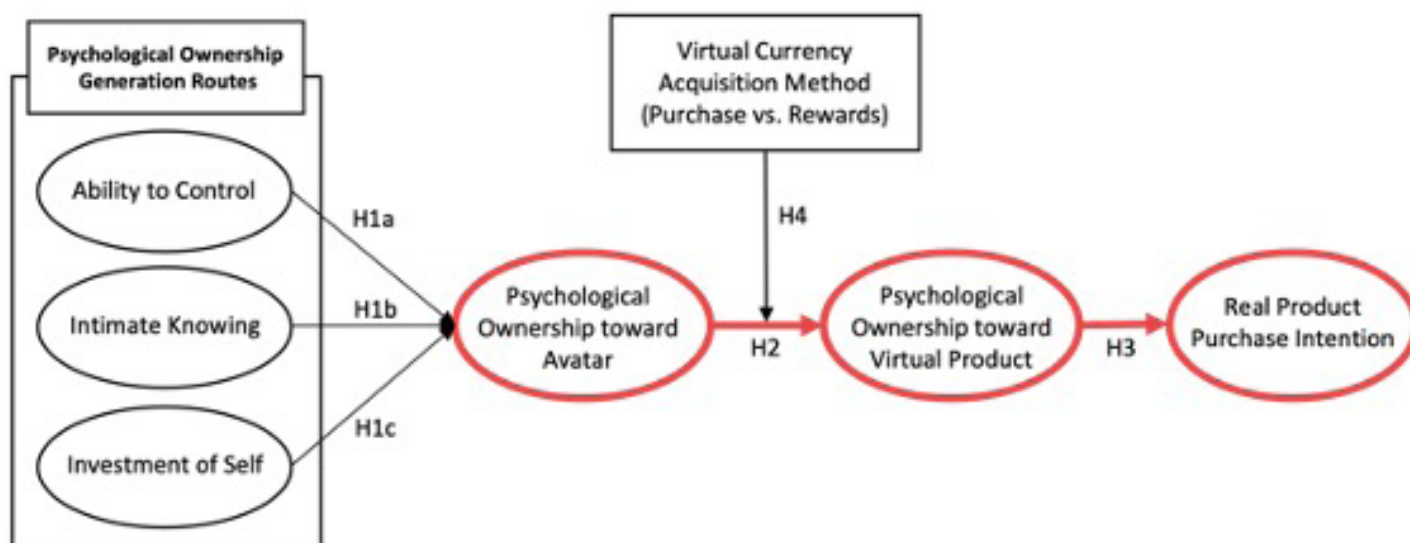 Psychological Ownership
Generation Routes
Ability to Control
Intimate Knowing
Investment of Self
H1a
H1b
H1c
Virtual Currency
Acquisition Method
(Purchase vs. Rewards)
H4
Psychological
Ownership toward
Avatar
H2
Psychological
Ownership toward
Virtual Product
H3
Real Product
Purchase Intention